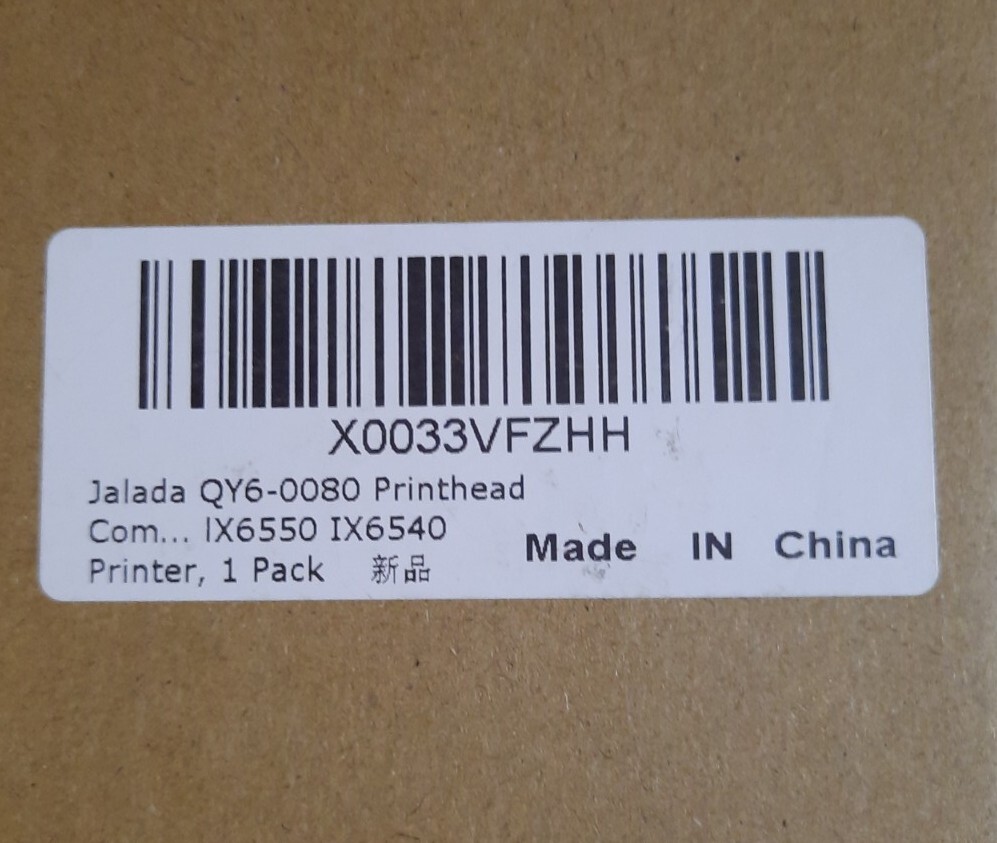 X0033VFZHH
Jalada QY6-0080 Printhead
Com... IX6550 IX6540
Printer, 1 Pack 新品
Made IN China